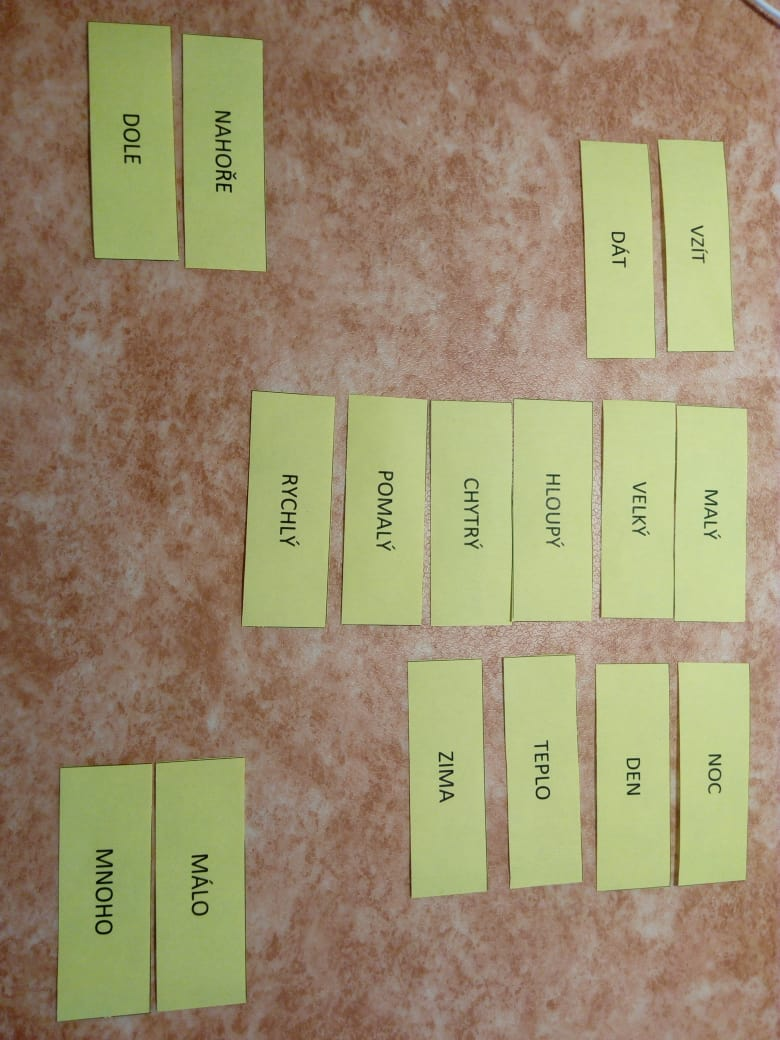 VZÍT
DÁT
NAHOŘE
DOLE
MALÝ
VELKÝ
HLOUPÝ
CHYTRÝ
POMALÝ
RYCHLÝ
NOC
DEN
TEPLO
ZIMA
MÁLO
MNOHO